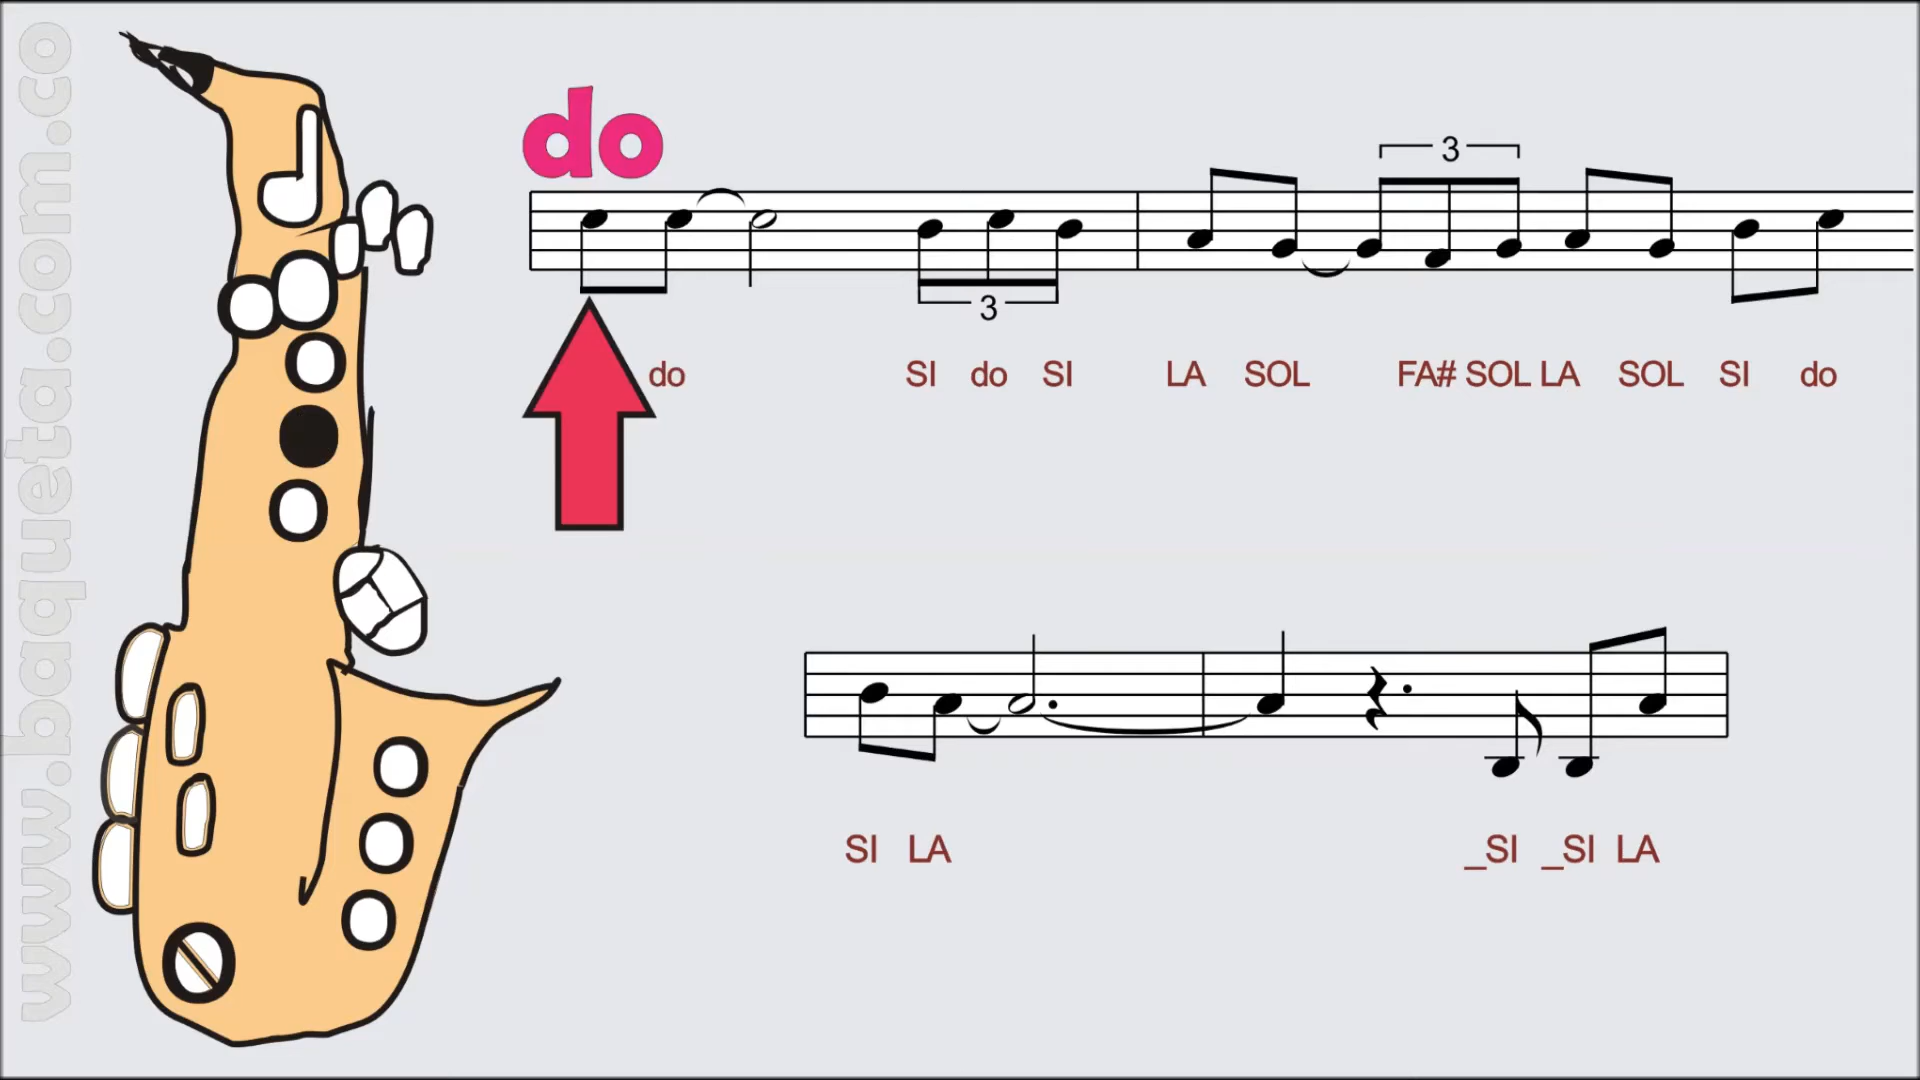 www.baqueta.com.co
do
3
3
do SI do SI LA SOL FA# SOL LA SOL SI do
SI LA _SI _SI LA